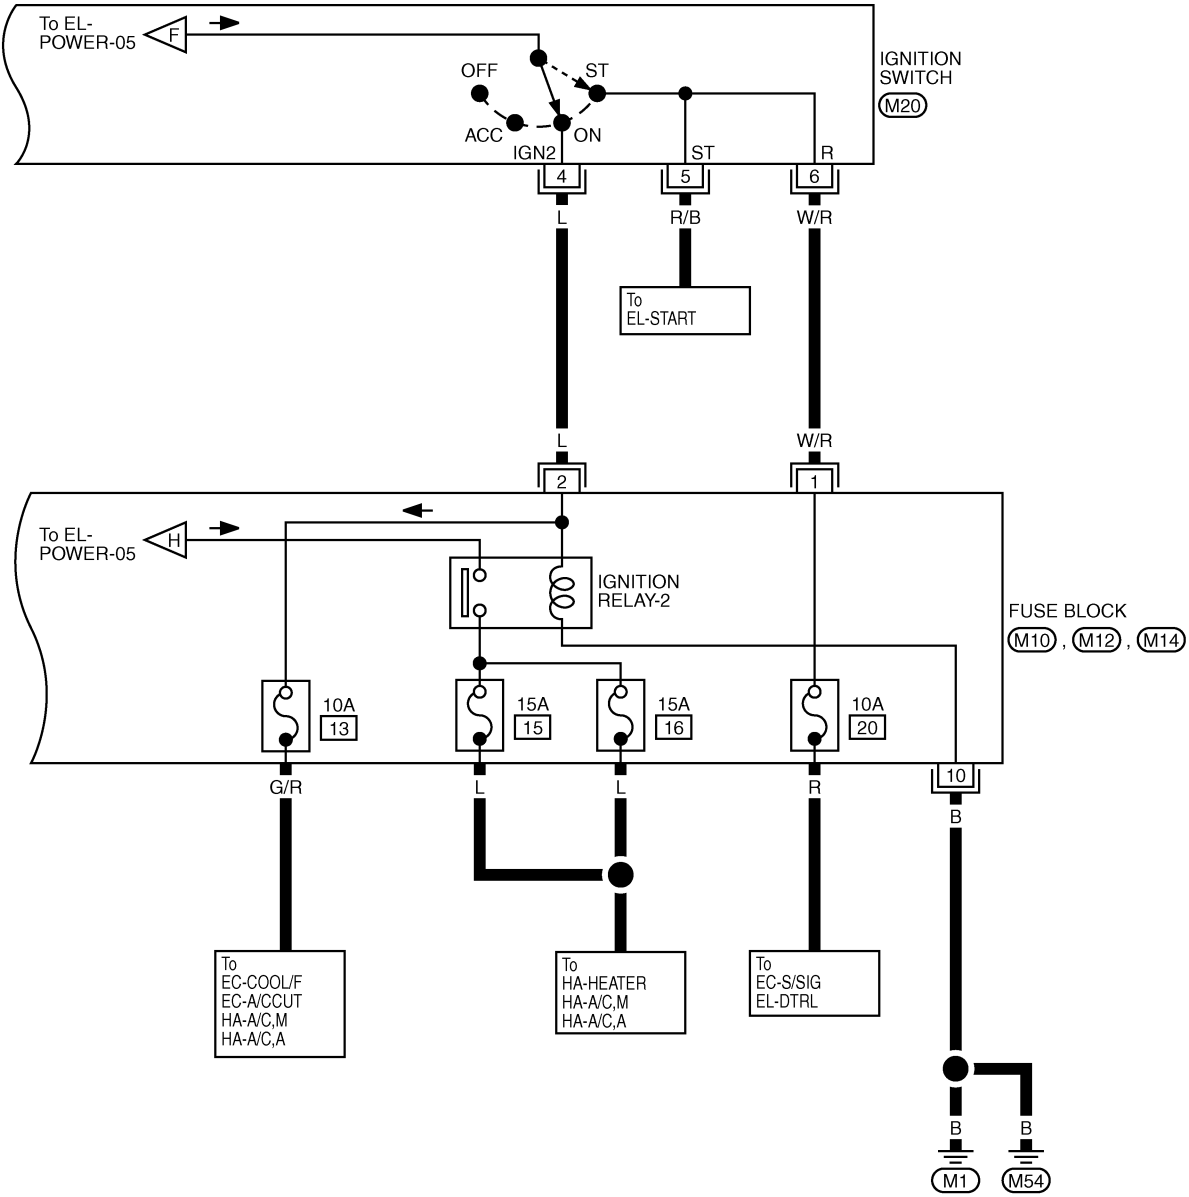 To EL-
POWER-05
F
OFF
ST
ACC
ON
IGNITION
SWITCH
M20
IGN2
ST
R
4
5
6
L
R/B
W/R
To
EL-START
L
W/R
2
1
To EL-
POWER-05
H
IGNITION
RELAY-2
FUSE BLOCK
M10 , M12 , M14
10A
13
15A
15
15A
16
10A
20
10
G/R
L
L
R
B
To
EC-COOL/F
EC-A/CCUT
HA-A/C,M
HA-A/C,A
To
HA-HEATER
HA-A/C,M
HA-A/C,A
To
EC-S/SIG
EL-DTRL
B
B
M1
M54